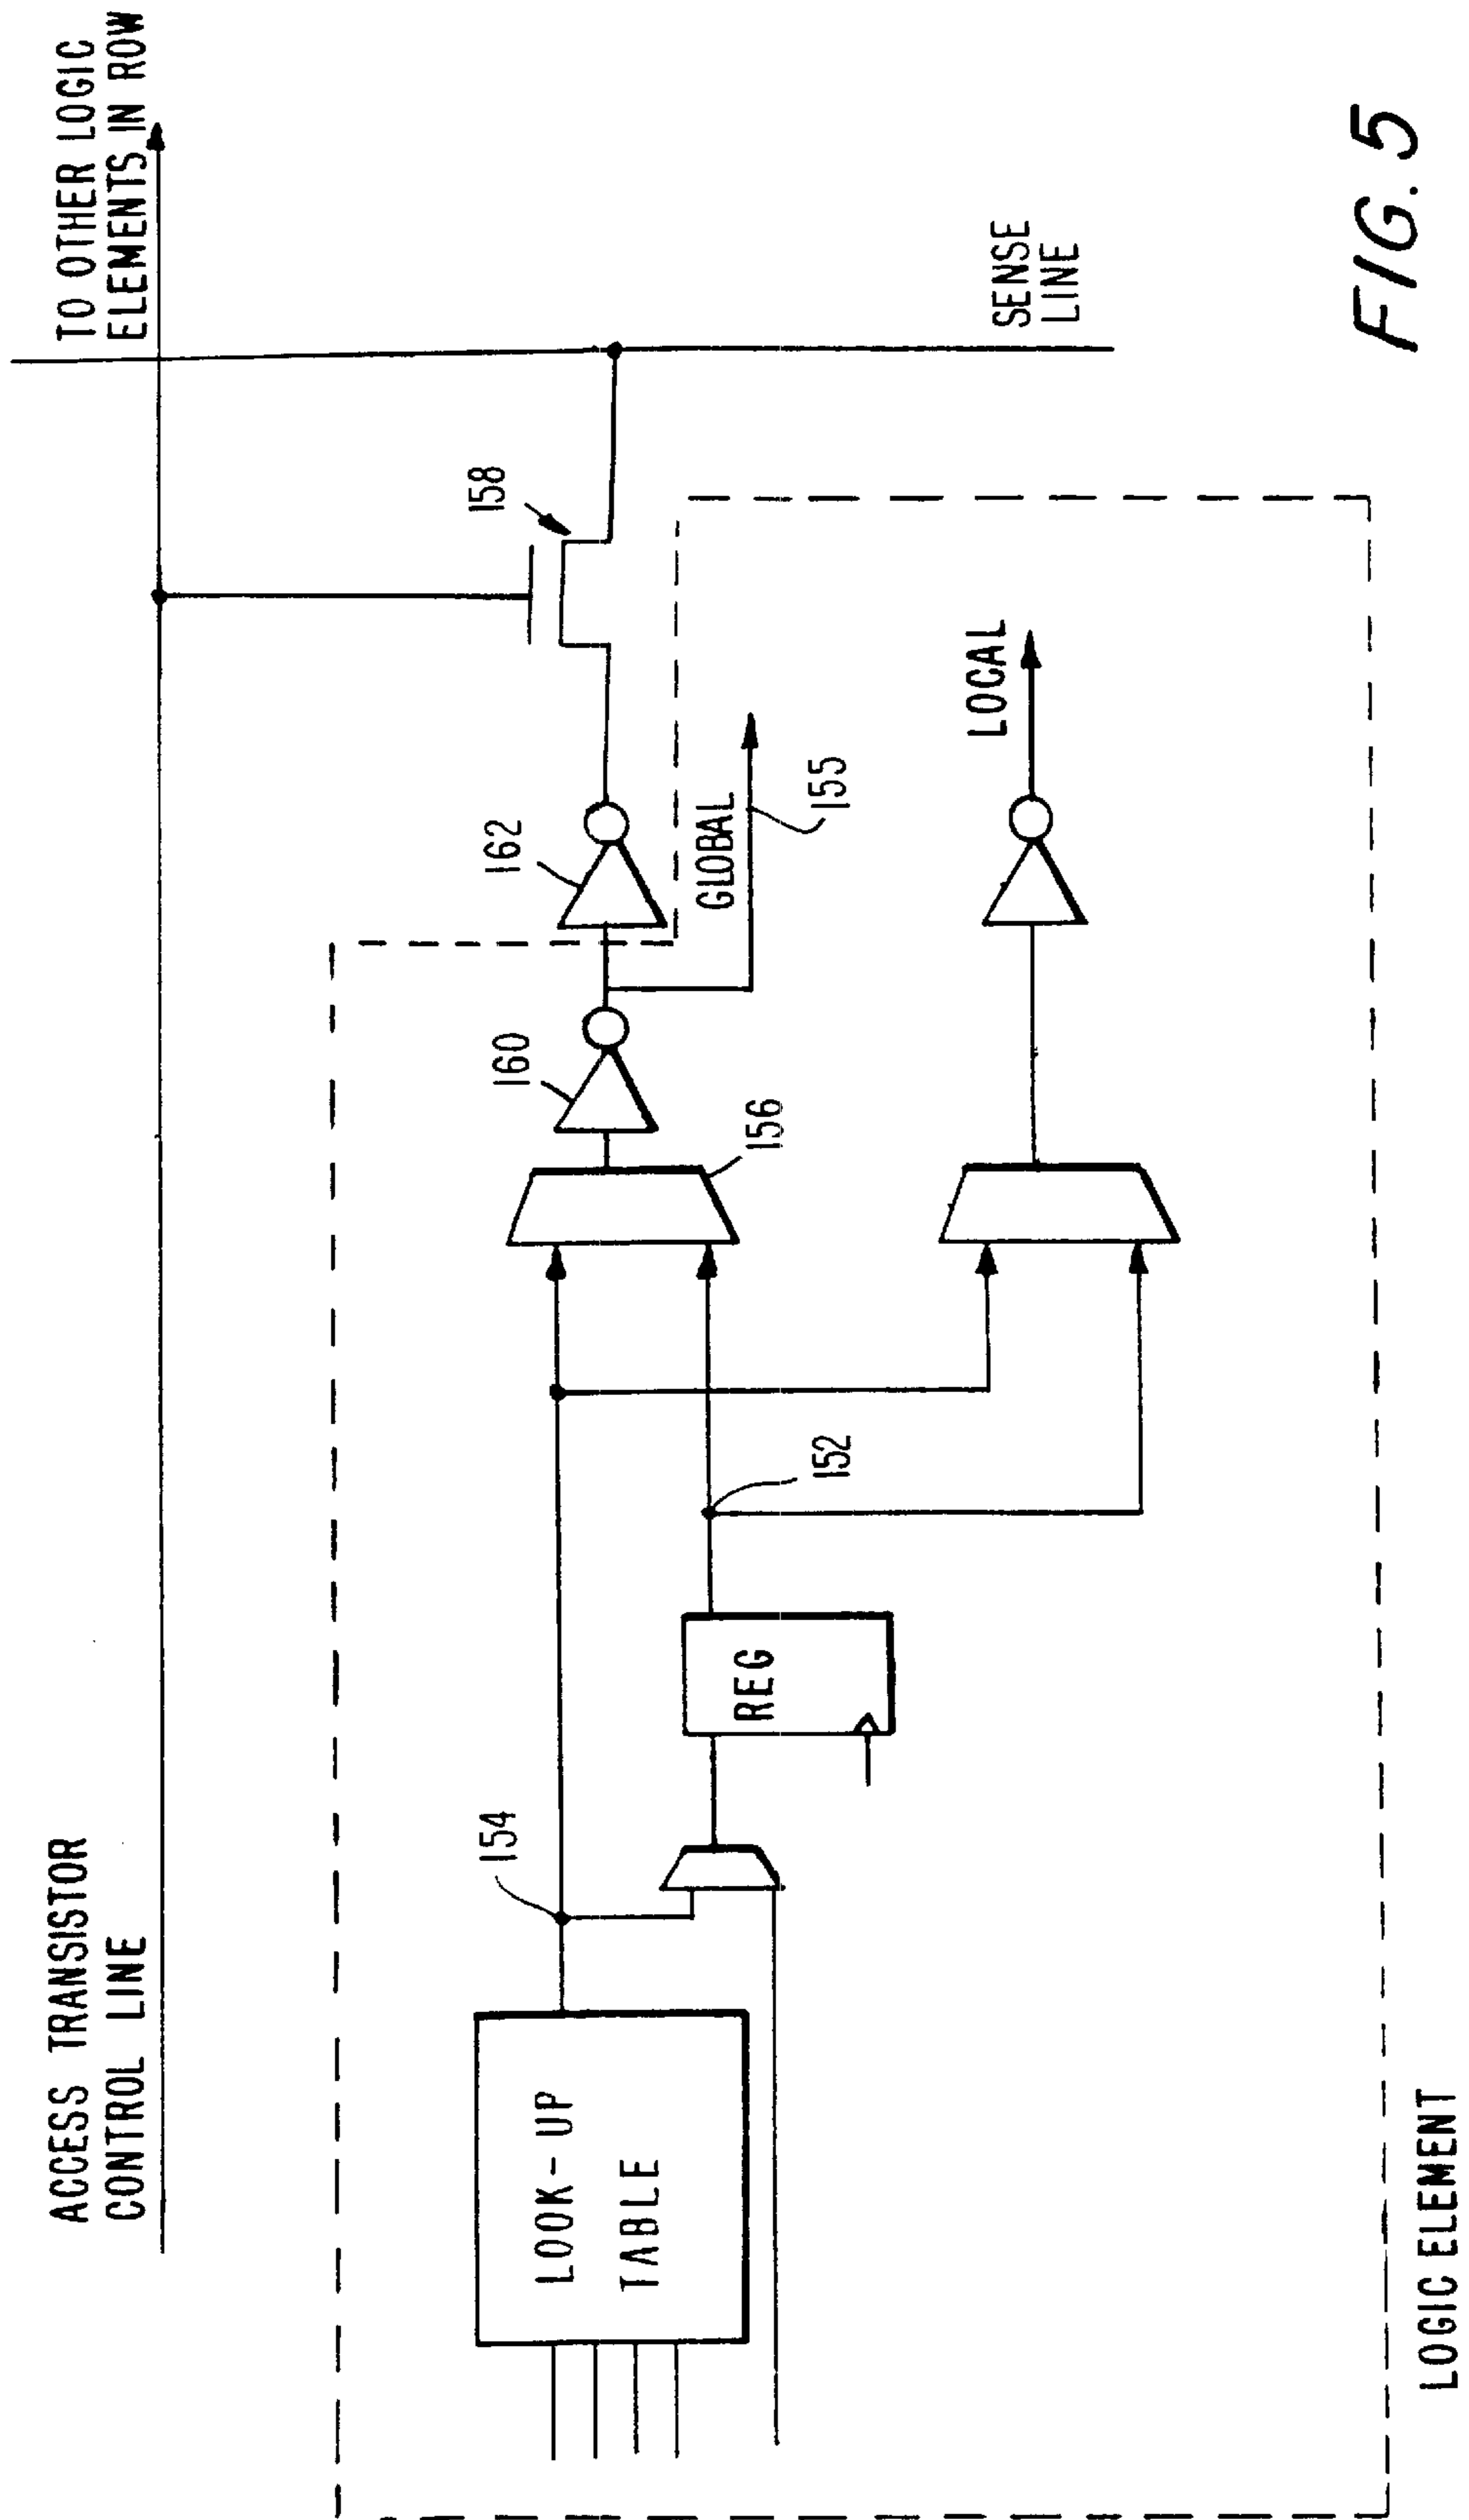 ACCESS TRANSISTOR
CONTROL LINE
TO OTHER LOGIC
ELEMENTS IN ROW
154
LOOK-UP
TABLE
REG
152
156
160
162
GLOBAL
155
158
LOCAL
SENSE
LINE
LOGIC ELEMENT
FIG. 5